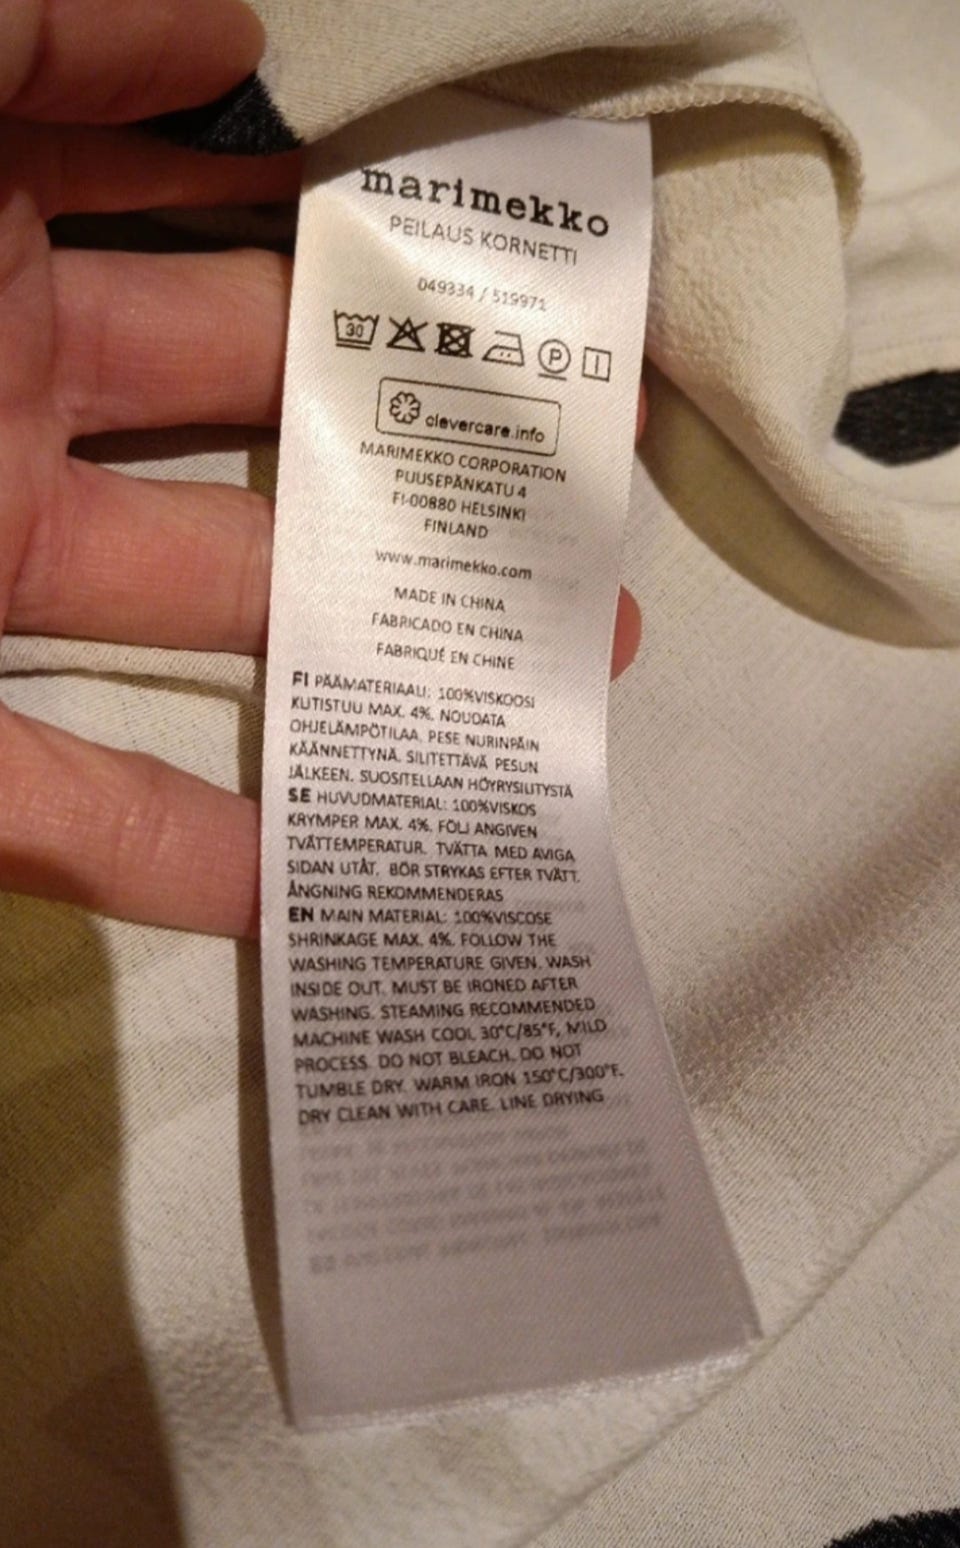 marimekko
PEILAUS KORNETTI
049334 / 519971
30
P
clevercare.info
MARIMEKKO CORPORATION
PUUSEPÄNKATU 4
FI-00880 HELSINKI
FINLAND
www.marimekko.com
MADE IN CHINA
FABRICADO EN CHINA
FABRIQUÉ EN CHINE
FI PÄÄMATERIAALI: 100%VISKOOSI
KUTISTUU MAX. 4%. NOUDATA
OHJELÄMPÖTILAA. PESE NURINPÄIN
KÄÄNNETTYNÄ. SILITETTÄVÄ PESUN
JÄLKEEN. SUOSITELLAAN HÖYRYSILITYSTÄ
SE HUVUDMATERIAL: 100%VISKOS
KRYMPER MAX. 4%. FÖLJ ANGIVEN
TVÄTTEMPERATUR. TVÄTTA MED AVIGA
SIDAN UTÅT. BÖR STRYKAS EFTER TVÄTT.
ÅNGNING REKOMMENDERAS
EN MAIN MATERIAL: 100%VISCOSE
SHRINKAGE MAX. 4%. FOLLOW THE
WASHING TEMPERATURE GIVEN. WASH
INSIDE OUT. MUST BE IRONED AFTER
WASHING. STEAMING RECOMMENDED
MACHINE WASH COOL 30°C/85°F, MILD
PROCESS. DO NOT BLEACH. DO NOT
TUMBLE DRY. WARM IRON 150°C/300°F.
DRY CLEAN WITH CARE. LINE DRYING